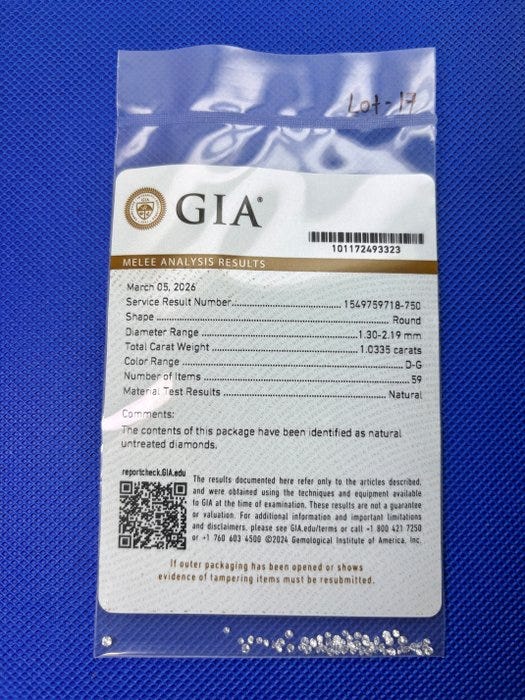 Lot-17
GIA®
101172493323
MELEE ANALYSIS RESULTS
March 05, 2026
Service Result Number 1549759718-750
Shape Round
Diameter Range 1.30-2.19 mm
Total Carat Weight 1.0335 carats
Color Range D-G
Number of Items 59
Material Test Results Natural
Comments:
The contents of this package have been identified as natural
untreated diamonds.
reportcheck.GIA.edu
The results documented here refer only to the articles described,
and were obtained using the techniques and equipment available
to GIA at the time of examination. These results are not a guarantee
or valuation. For additional information and important limitations
and disclaimers, please see GIA.edu/terms or call +1 800 421 7250
or +1 760 603 4500 ©2024 Gemological Institute of America, Inc.
If outer packaging has been opened or shows
evidence of tampering items must be resubmitted.